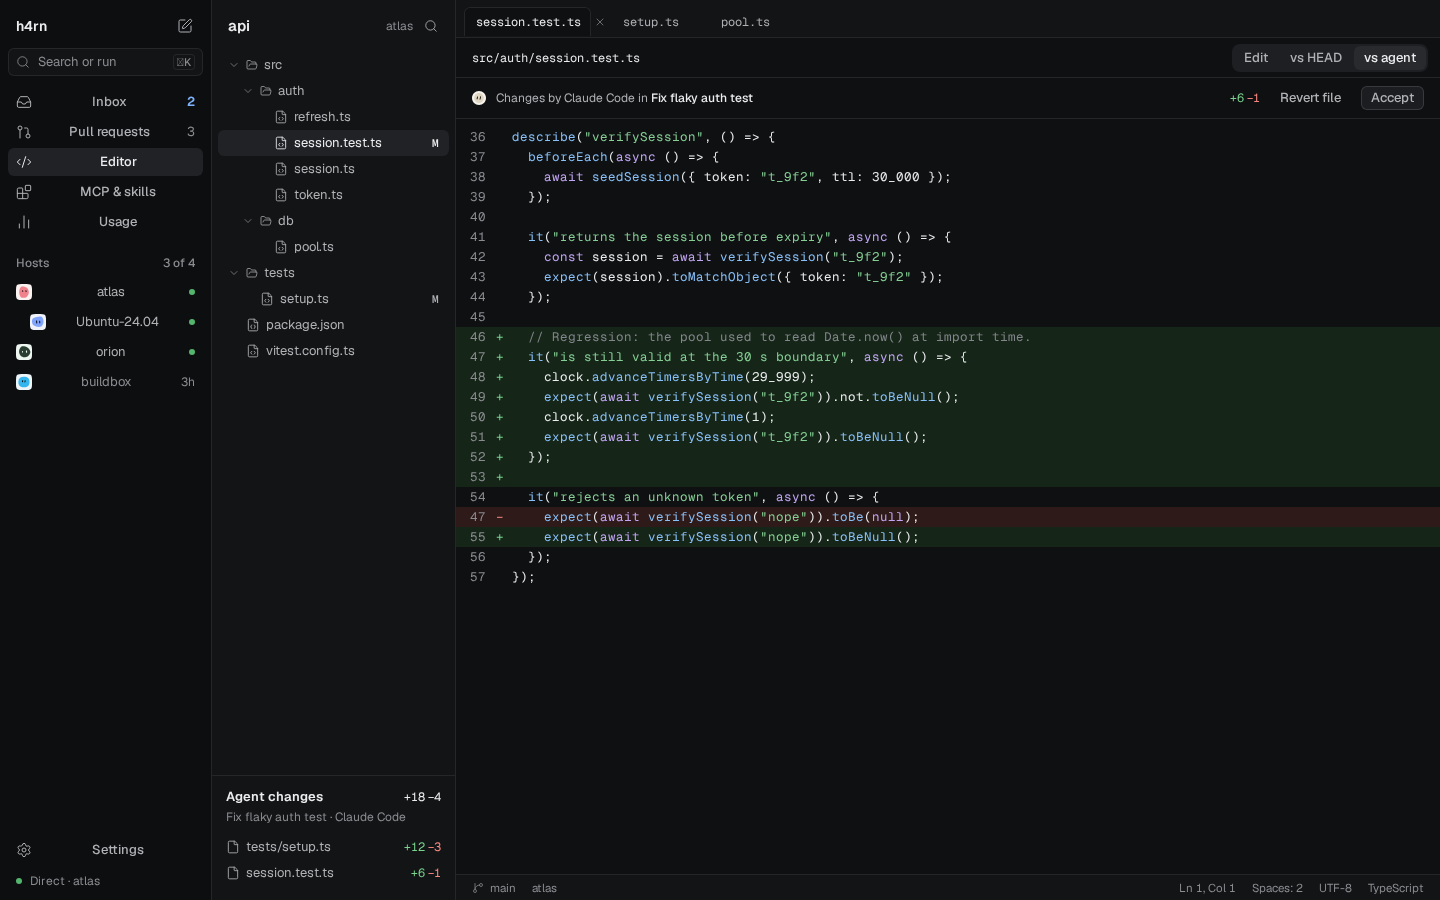 h4rn
Search or run
K
Inbox 2
Pull requests 3
Editor
MCP & skills
Usage
Hosts 3 of 4
atlas
Ubuntu-24.04
orion
buildbox 3h
Settings
Direct · atlas
api atlas
src
auth
refresh.ts
session.test.ts M
session.ts
token.ts
db
pool.ts
tests
setup.ts M
package.json
vitest.config.ts
Agent changes +18 −4
Fix flaky auth test · Claude Code
tests/setup.ts +12 −3
session.test.ts +6 −1
session.test.ts × setup.ts pool.ts
src/auth/session.test.ts Edit vs HEAD vs agent
Changes by Claude Code in Fix flaky auth test +6 −1 Revert file Accept
36 describe("verifySession", () => {
37 beforeEach(async () => {
38 await seedSession({ token: "t_9f2", ttl: 30_000 });
39 });
40
41 it("returns the session before expiry", async () => {
42 const session = await verifySession("t_9f2");
43 expect(session).toMatchObject({ token: "t_9f2" });
44 });
45
46 + // Regression: the pool used to read Date.now() at import time.
47 + it("is still valid at the 30 s boundary", async () => {
48 + clock.advanceTimersByTime(29_999);
49 + expect(await verifySession("t_9f2")).not.toBeNull();
50 + clock.advanceTimersByTime(1);
51 + expect(await verifySession("t_9f2")).toBeNull();
52 + });
53 +
54 it("rejects an unknown token", async () => {
47 − expect(await verifySession("nope")).toBe(null);
55 + expect(await verifySession("nope")).toBeNull();
56 });
57 });
main atlas Ln 1, Col 1 Spaces: 2 UTF-8 TypeScript